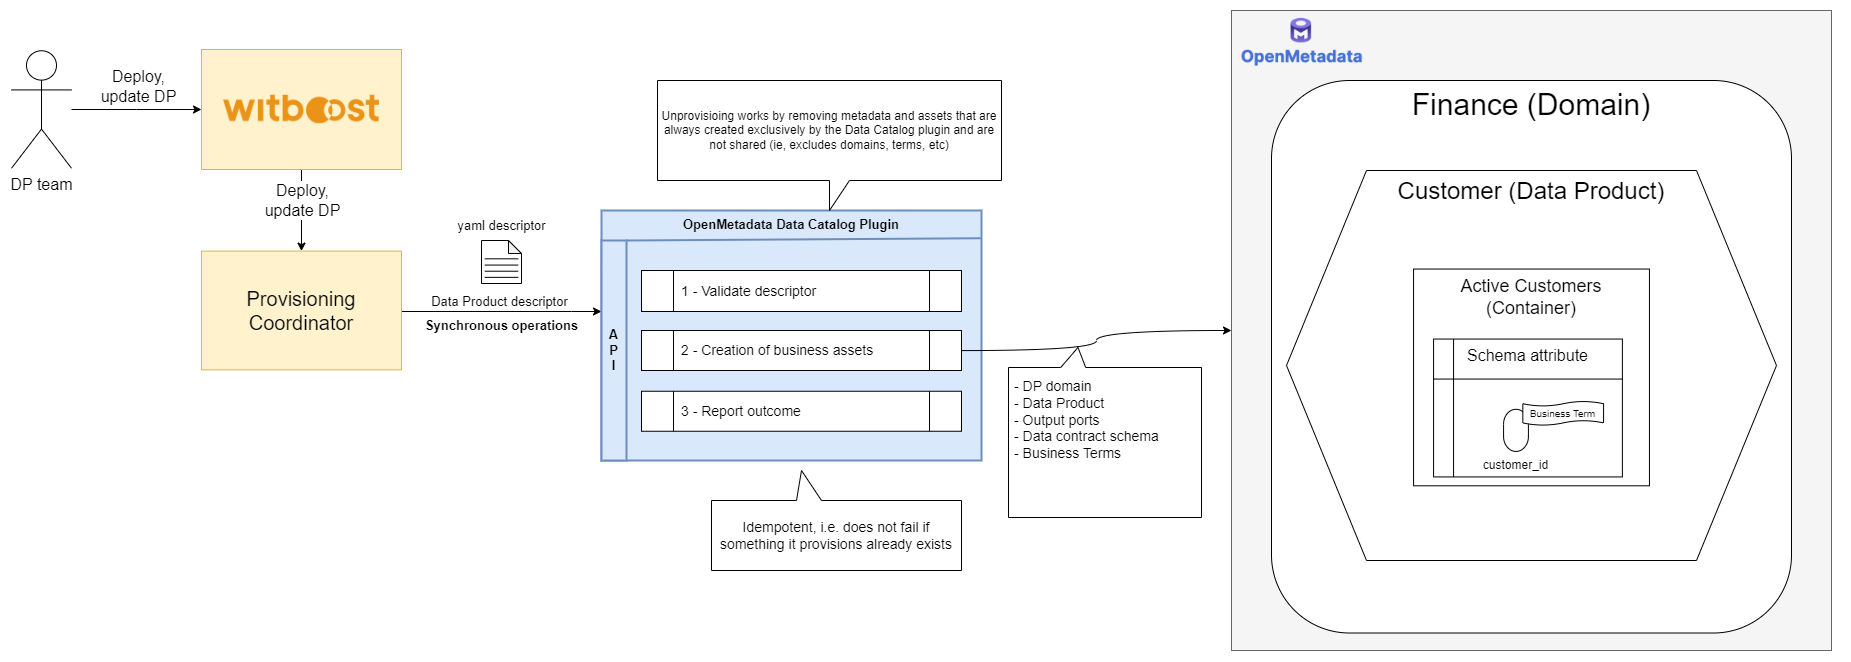 DP team
Deploy,
update DP
witboost
Deploy,
update DP
Provisioning
Coordinator
yaml descriptor
Data Product descriptor
Synchronous operations
Unprovisioing works by removing metadata and assets that are
always created exclusively by the Data Catalog plugin and are
not shared (ie, excludes domains, terms, etc)
OpenMetadata Data Catalog Plugin
A
P
I
1 - Validate descriptor
2 - Creation of business assets
3 - Report outcome
Idempotent, i.e. does not fail if
something it provisions already exists
- DP domain
- Data Product
- Output ports
- Data contract schema
- Business Terms
OpenMetadata
Finance (Domain)
Customer (Data Product)
Active Customers
(Container)
Schema attribute
Business Term
customer_id